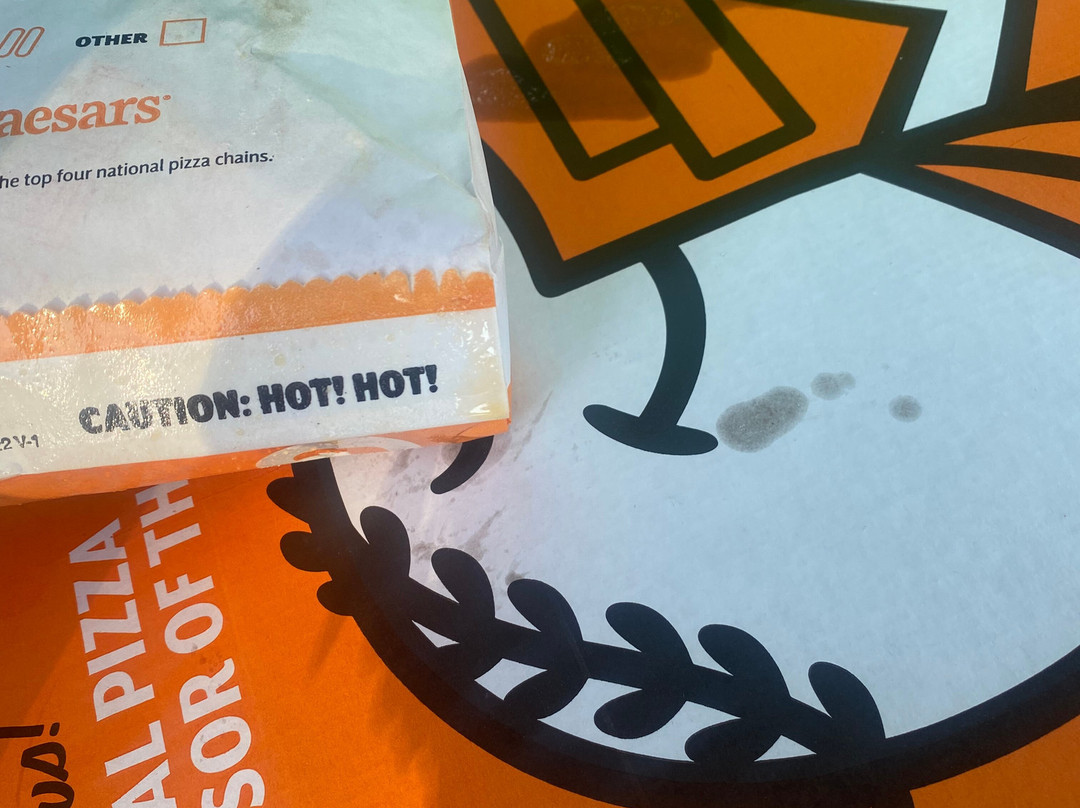 OTHER
aesars
he top four national pizza chains.
CAUTION: HOT! HOT!
2 V-1
AL PIZZA
SOR OF TH